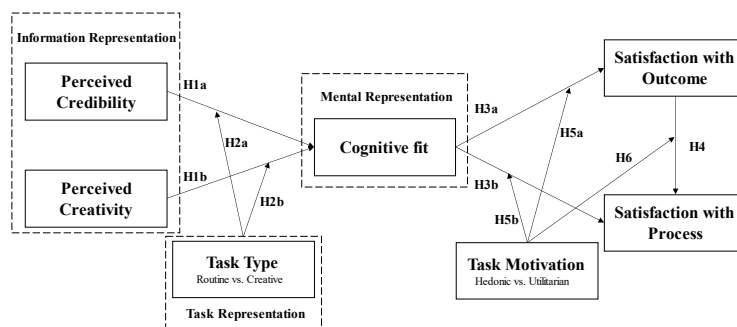 Information Representation
Perceived
Credibility
H1a
H2a
Perceived
Creativity
H1b
H2b
Task Type
Routine vs. Creative
Task Representation
Mental Representation
Cognitive fit
H3a
H3b
H5a
H5b
H6
H4
Satisfaction with
Outcome
Satisfaction with
Process
Task Motivation
Hedonic vs. Utilitarian